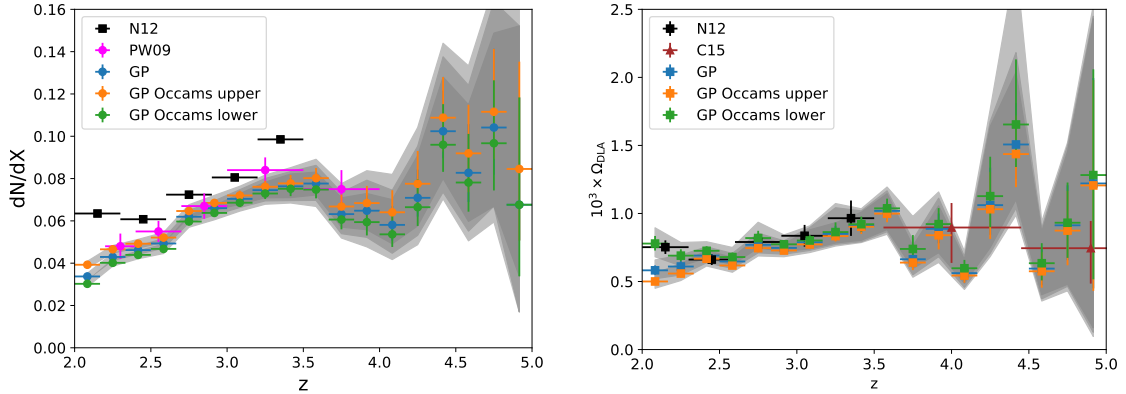 0.16
0.14
0.12
0.10
0.08
0.06
0.04
0.02
0.00
dN/dX
N12
PW09
GP
GP Occams upper
GP Occams lower
2.0 2.5 3.0 3.5 4.0 4.5 5.0
z
2.5
2.0
1.5
1.0
0.5
0.0
10³ × Ω_DLA
N12
C15
GP
GP Occams upper
GP Occams lower
2.0 2.5 3.0 3.5 4.0 4.5 5.0
z